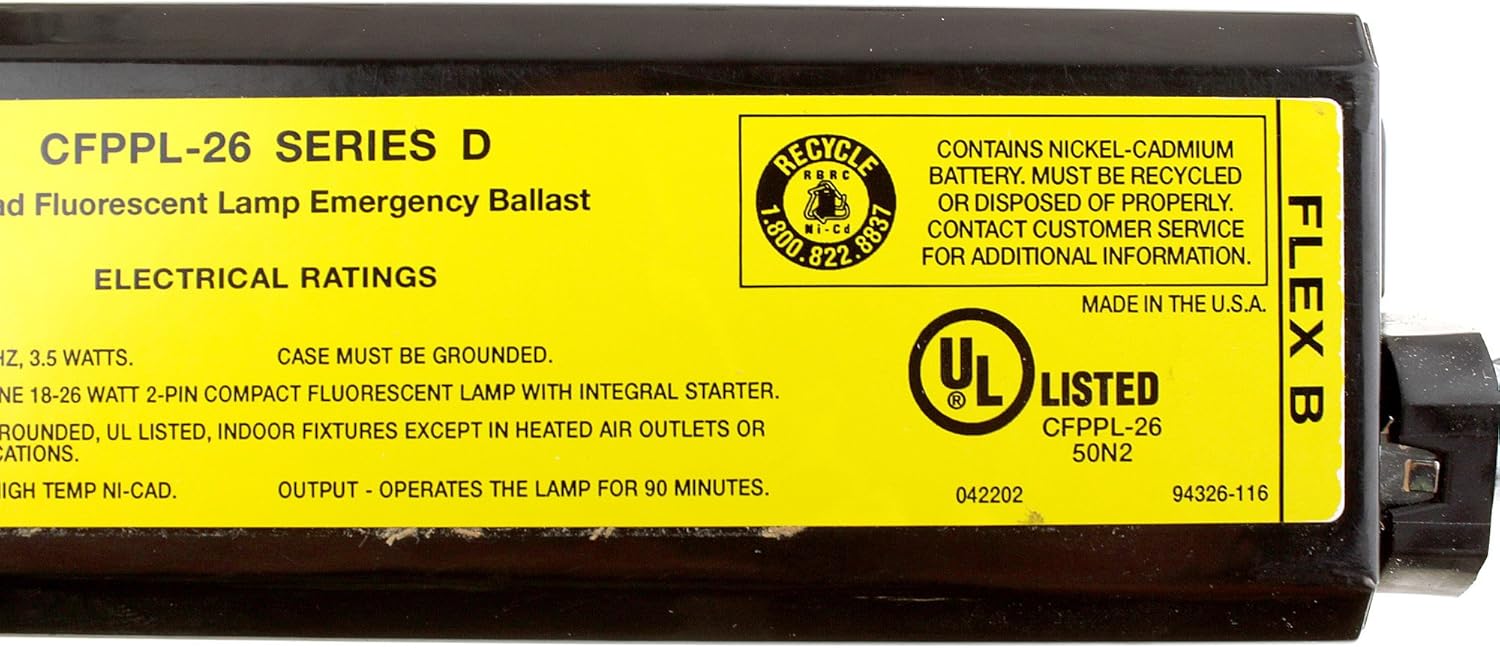 CFPPL-26 SERIES D
Fluorescent Lamp Emergency Ballast
ELECTRICAL RATINGS
HZ, 3.5 WATTS. CASE MUST BE GROUNDED.
18-26 WATT 2-PIN COMPACT FLUORESCENT LAMP WITH INTEGRAL STARTER.
ROUNDED, UL LISTED, INDOOR FIXTURES EXCEPT IN HEATED AIR OUTLETS OR
CATIONS.
HIGH TEMP NI-CAD. OUTPUT - OPERATES THE LAMP FOR 90 MINUTES.
RECYCLE
RBRC
Ni-Cd
1.800.822.8837
CONTAINS NICKEL-CADMIUM
BATTERY. MUST BE RECYCLED
OR DISPOSED OF PROPERLY.
CONTACT CUSTOMER SERVICE
FOR ADDITIONAL INFORMATION.
MADE IN THE U.S.A.
UL ® LISTED
CFPPL-26
50N2
042202 94326-116
FLEX B